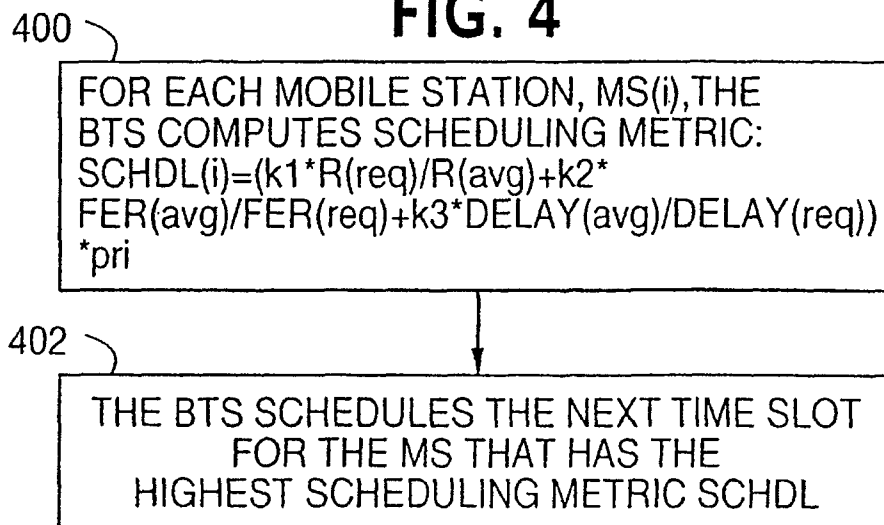 FIG. 4
400
FOR EACH MOBILE STATION, MS(i),THE
BTS COMPUTES SCHEDULING METRIC:
SCHDL(i)=(k1*R(req)/R(avg)+k2*
FER(avg)/FER(req)+k3*DELAY(avg)/DELAY(req))
*pri
402
THE BTS SCHEDULES THE NEXT TIME SLOT
FOR THE MS THAT HAS THE
HIGHEST SCHEDULING METRIC SCHDL